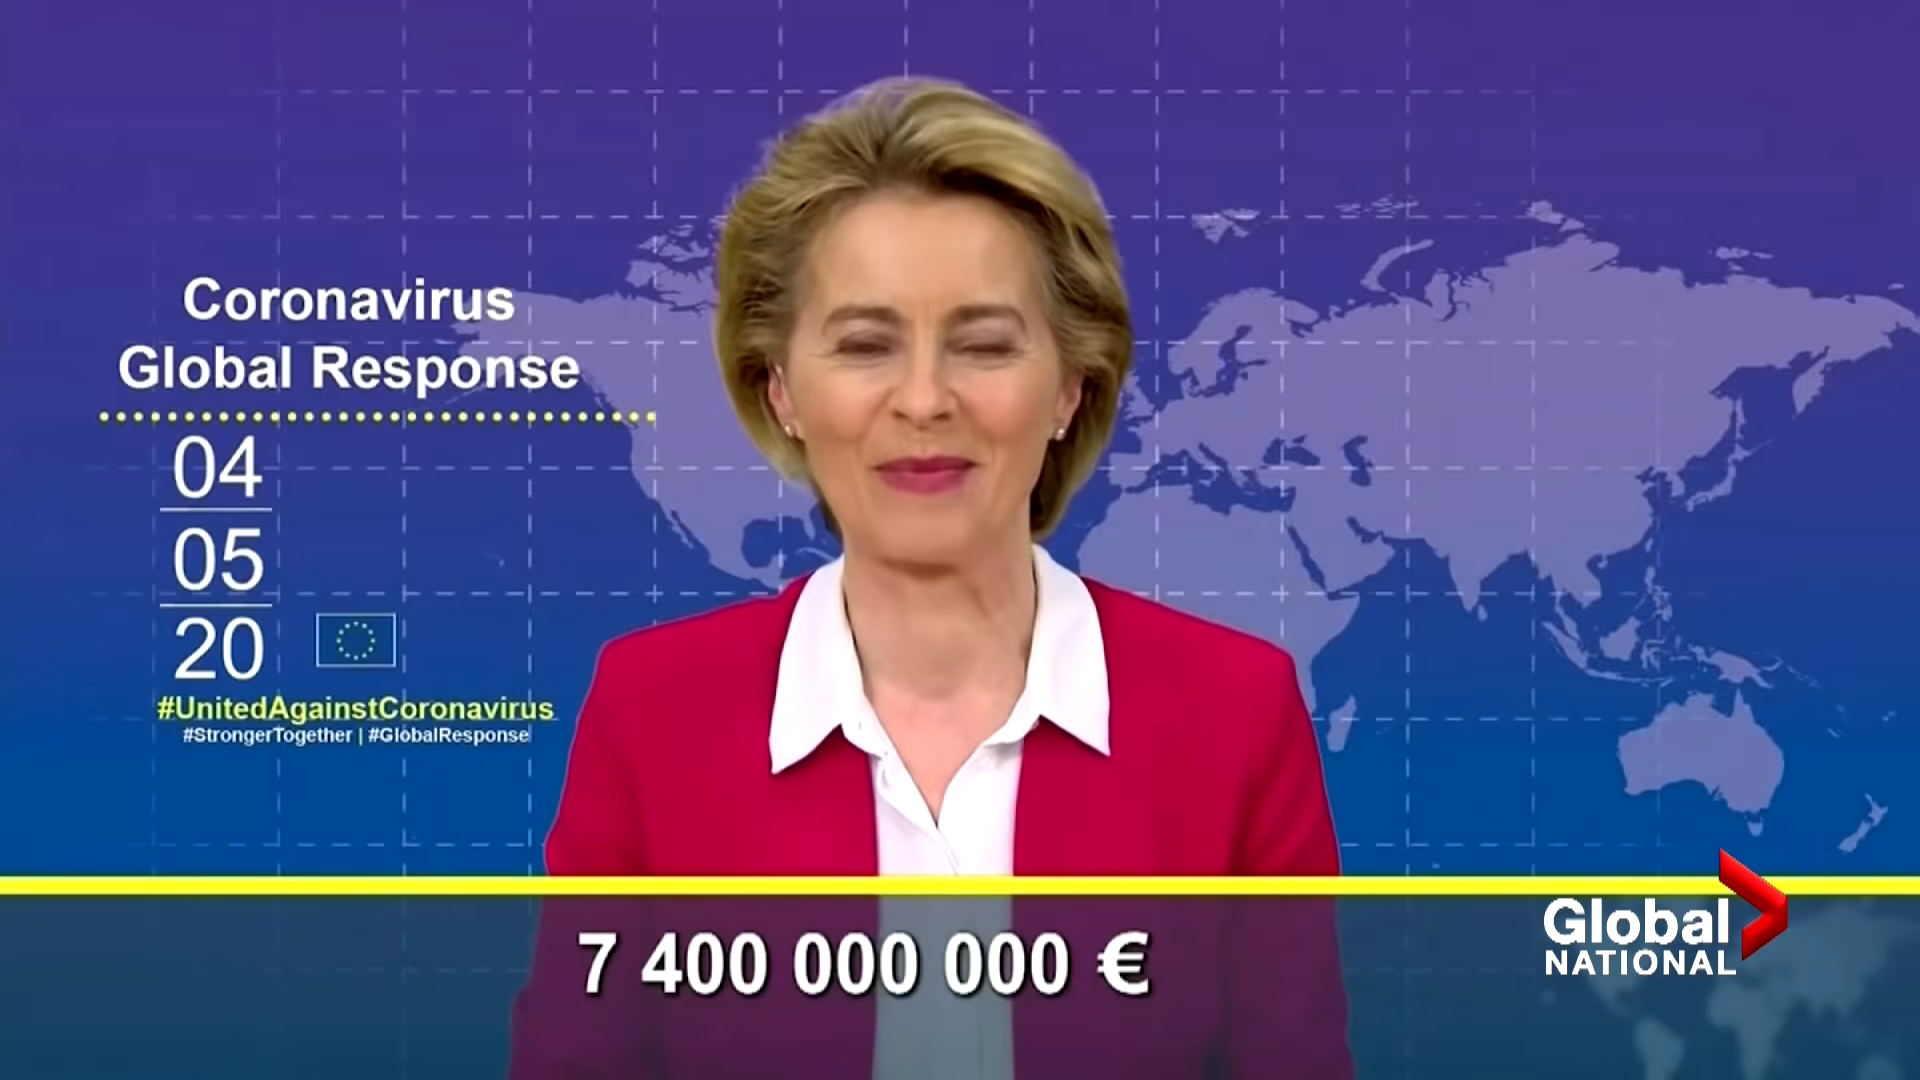 Coronavirus
Global Response
04
05
20
#UnitedAgainstCoronavirus
#StrongerTogether | #GlobalResponse
7 400 000 000 €
Global
NATIONAL